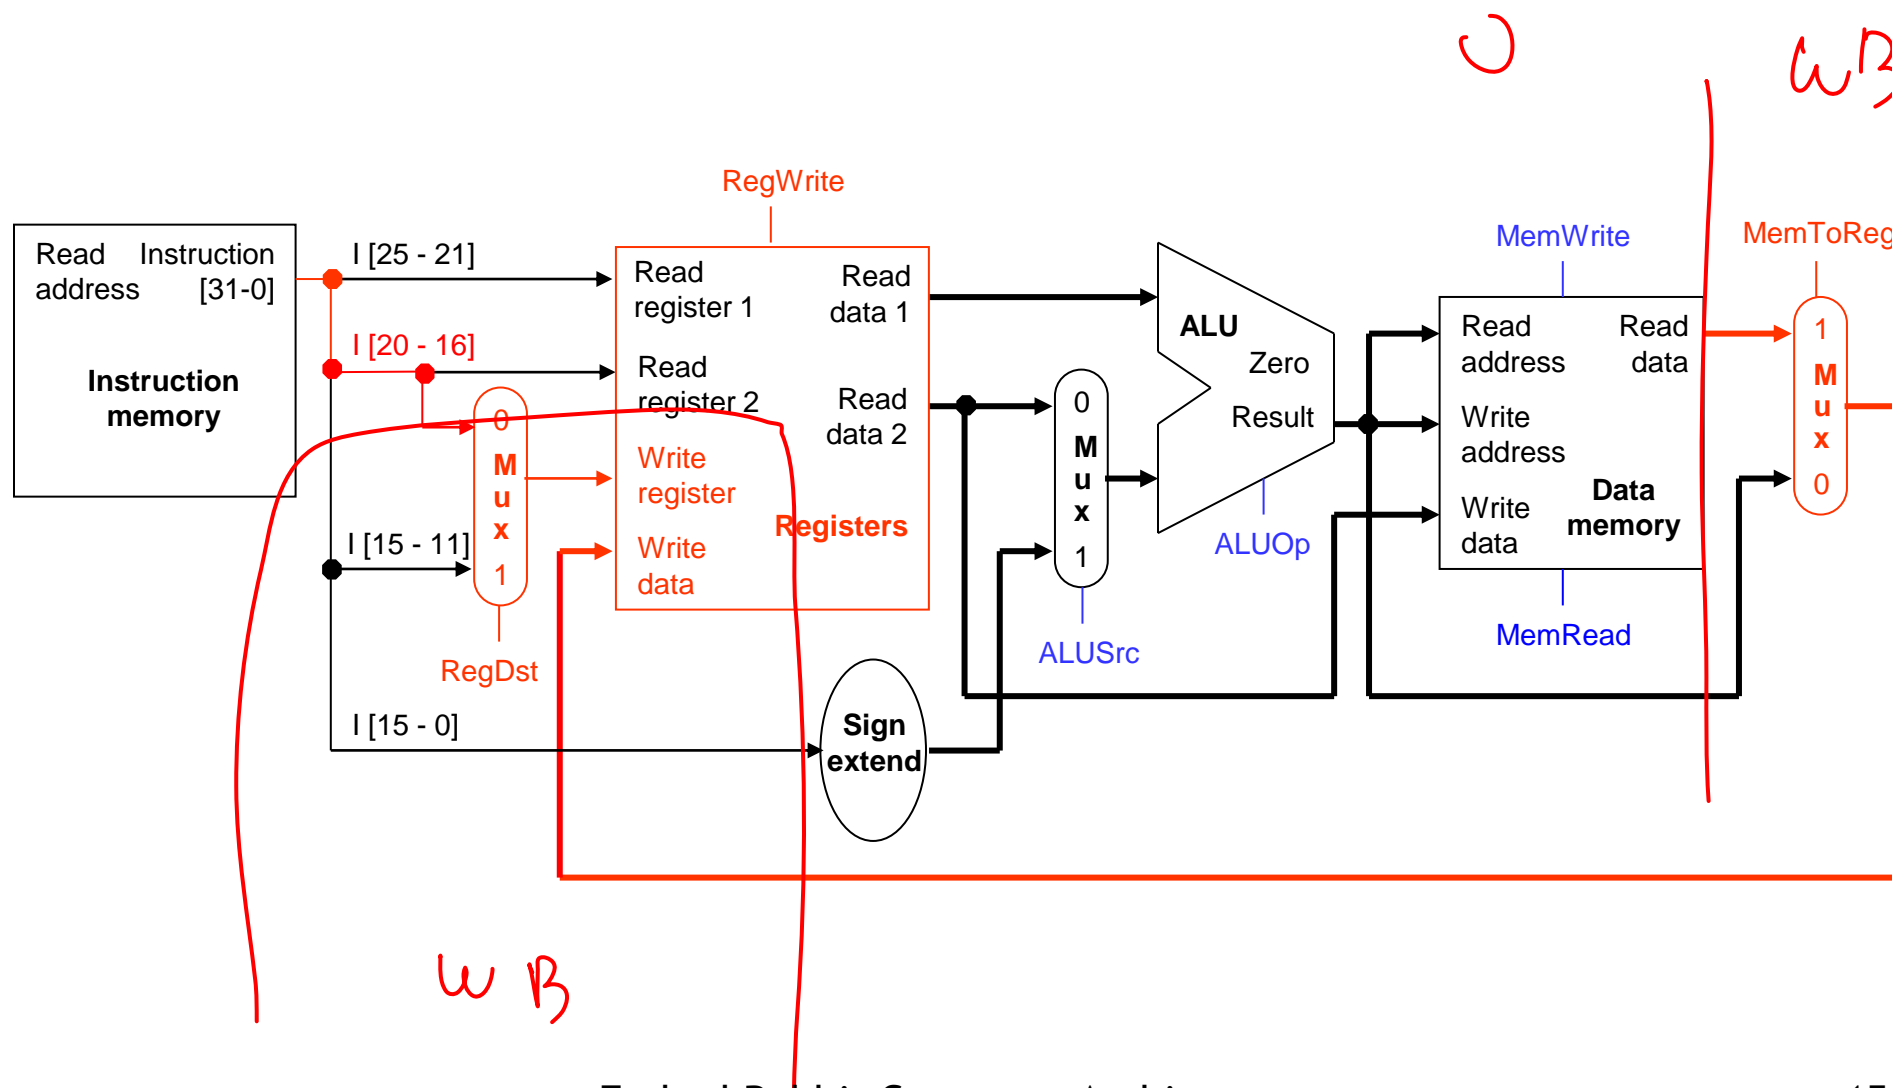 WB
RegWrite
MemWrite
MemToReg
Read address
Instruction [31-0]
Instruction memory
I [25 - 21]
I [20 - 16]
I [15 - 11]
I [15 - 0]
0
M
u
x
1
RegDst
Read register 1
Read register 2
Write register
Write data
Read data 1
Read data 2
Registers
Sign extend
0
M
u
x
1
ALUSrc
ALU
Zero
Result
ALUOp
Read address
Write address
Write data
Read data
Data memory
MemRead
1
M
u
x
0
WB